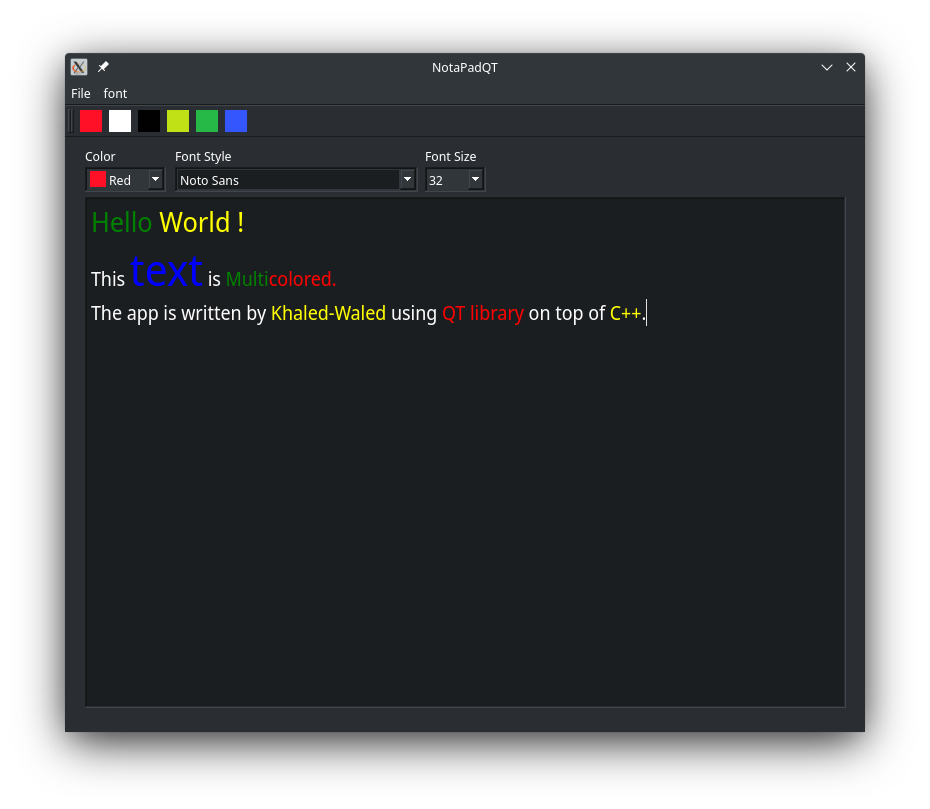 NotaPadQT
File font
Color Font Style Font Size
Red Noto Sans 32
Hello World !
This text is Multicolored.
The app is written by Khaled-Waled using QT library on top of C++.